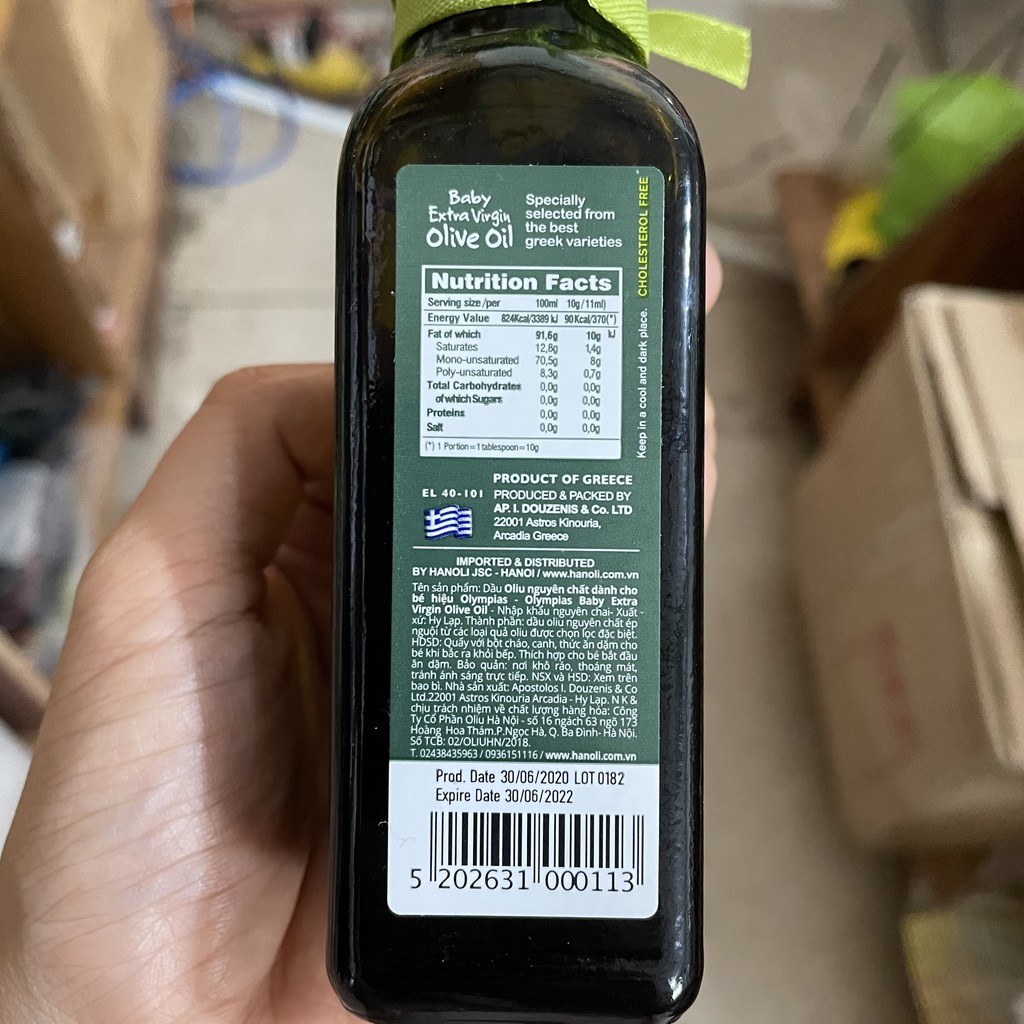 Baby
Extra Virgin
Olive Oil
Specially
selected from
the best
greek varieties
CHOLESTEROL FREE
Keep in a cool and dark place.
Nutrition Facts
Serving size /per 100ml 10g/11ml)
Energy Value 824Kcal/3389 kJ 90 Kcal/370(*) kJ
Fat of which 91,6g 10g
Saturates 12,8g 1,4g
Mono-unsaturated 70,5g 8g
Poly-unsaturated 8,3g 0,7g
Total Carbohydrates 0,0g 0,0g
of which Sugars 0,0g 0,0g
Proteins 0,0g 0,0g
Salt 0,0g 0,0g
(*) 1 Portion=1 tablespoon=10g
EL 40-101
PRODUCT OF GREECE
PRODUCED & PACKED BY
AP. I. DOUZENIS & Co. LTD
22001 Astros Kinouria,
Arcadia Greece
IMPORTED & DISTRIBUTED
BY HANOLI JSC - HANOI / www.hanoli.com.vn
Tên sản phẩm: Dầu Oliu nguyên chất dành cho
bé hiệu Olympias - Olympias Baby Extra
Virgin Olive Oil - Nhập khẩu nguyên chai- Xuất
xứ: Hy Lạp. Thành phần: dầu oliu nguyên chất ép
nguội từ các loại quả oliu được chọn lọc đặc biệt.
HDSD: Quấy với bột cháo, canh, thức ăn dặm cho
bé khi bắc ra khỏi bếp. Thích hợp cho bé bắt đầu
ăn dặm. Bảo quản: nơi khô ráo, thoáng mát,
tránh ánh sáng trực tiếp. NSX và HSD: Xem trên
bao bì. Nhà sản xuất: Apostolos I. Douzenis & Co
Ltd.22001 Astros Kinouria Arcadia - Hy Lạp. N K &
chịu trách nhiệm về chất lượng hàng hóa: Công
Ty Cổ Phần Oliu Hà Nội - số 16 ngách 63 ngõ 173
Hoàng Hoa Thám.P.Ngọc Hà, Q. Ba Đình- Hà Nội.
Số TCB: 02/OLIUHN/2018.
T. 02438435963 / 0936151116 / www.hanoli.com.vn
Prod. Date 30/06/2020 LOT 0182
Expire Date 30/06/2022
5 202631 000113